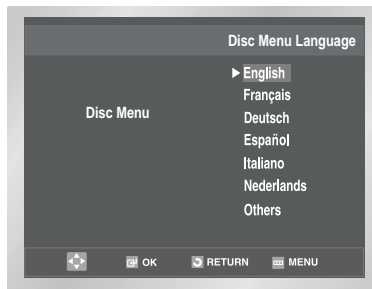 Disc Menu Language
Disc Menu
English
Français
Deutsch
Español
Italiano
Nederlands
Others
OK RETURN MENU